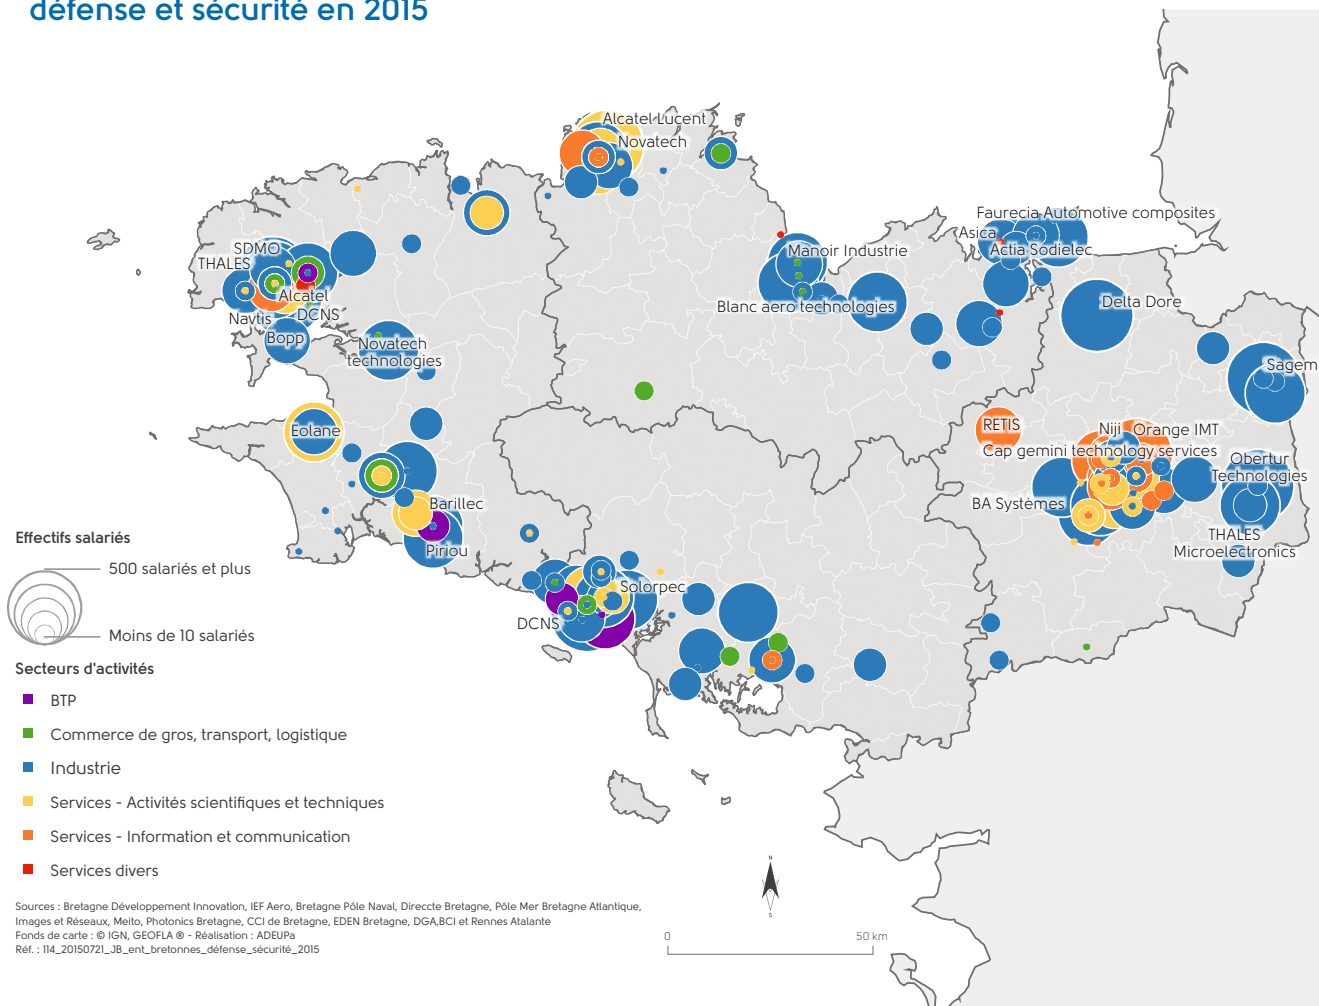 défense et sécurité en 2015
Alcatel Lucent
Novatech
Faurecia Automotive composites
Asica
Actia Sodielec
SDMO
THALES
Manoir Industrie
Alcatel
Delta Dore
Blanc aero technologies
DCNS
Navtis
Bopp
Novatech
technologies
Sagem
RETIS
Niji
Orange IMT
Eolane
Cap gemini technology services
Obertur
Technologies
BA Systèmes
Barillec
THALES
Microelectronics
Piriou
Solorpec
DCNS
Effectifs salariés
500 salariés et plus
Moins de 10 salariés
Secteurs d'activités
BTP
Commerce de gros, transport, logistique
Industrie
Services - Activités scientifiques et techniques
Services - Information et communication
Services divers
Sources : Bretagne Développement Innovation, IEF Aero, Bretagne Pôle Naval, Direccte Bretagne, Pôle Mer Bretagne Atlantique,
Images et Réseaux, Meito, Photonics Bretagne, CCI de Bretagne, EDEN Bretagne, DGA,BCI et Rennes Atalante
Fonds de carte : © IGN, GEOFLA ® - Réalisation : ADEUPa
Réf. : 114_20150721_JB_ent_bretonnes_défense_sécurité_2015
N
S
0
50 km